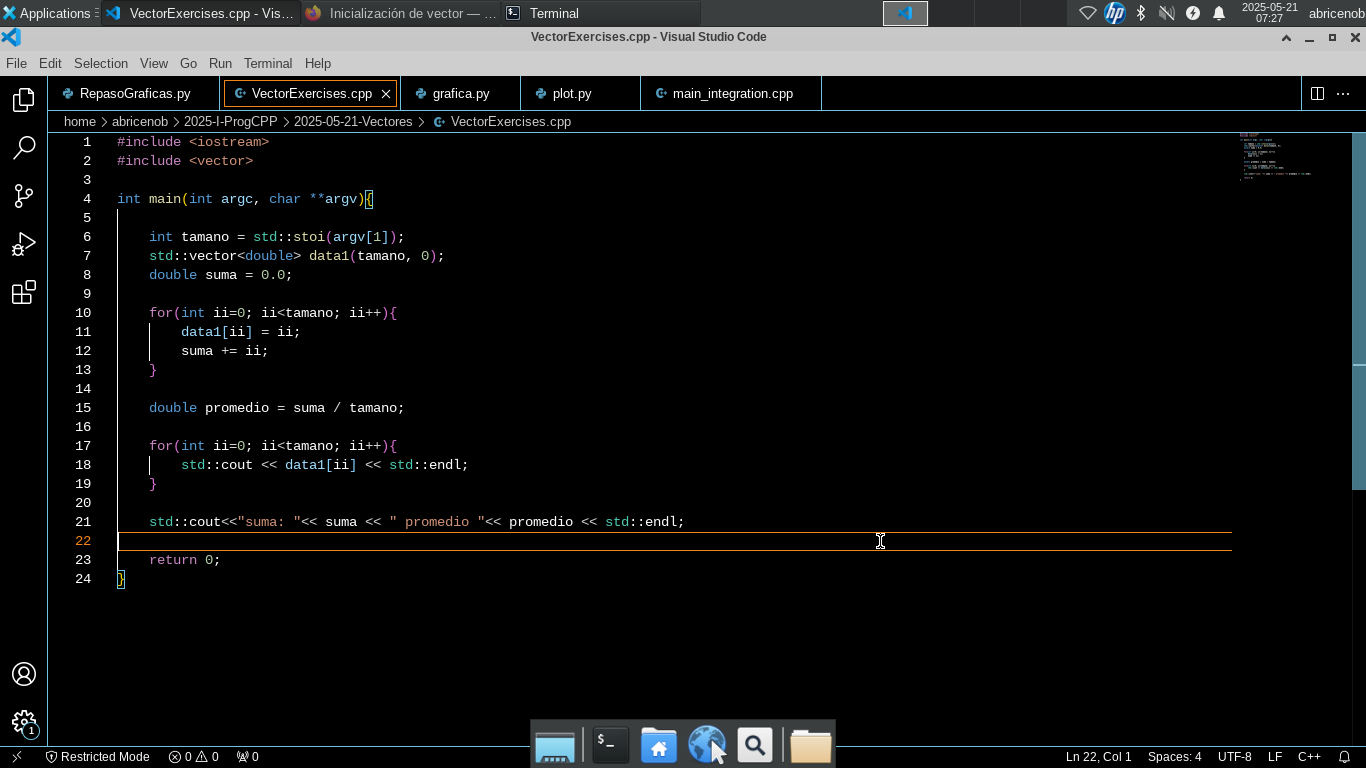 Applications VectorExercises.cpp - Vis... Inicialización de vector — ... Terminal 2025-05-21 07:27 abricenob
VectorExercises.cpp - Visual Studio Code
File Edit Selection View Go Run Terminal Help
RepasoGraficas.py VectorExercises.cpp grafica.py plot.py main_integration.cpp
home > abricenob > 2025-I-ProgCPP > 2025-05-21-Vectores > VectorExercises.cpp
1 #include <iostream>
2 #include <vector>
3
4 int main(int argc, char **argv){
5
6     int tamano = std::stoi(argv[1]);
7     std::vector<double> data1(tamano, 0);
8     double suma = 0.0;
9
10     for(int ii=0; ii<tamano; ii++){
11         data1[ii] = ii;
12         suma += ii;
13     }
14
15     double promedio = suma / tamano;
16
17     for(int ii=0; ii<tamano; ii++){
18         std::cout << data1[ii] << std::endl;
19     }
20
21     std::cout<<"suma: "<< suma << " promedio "<< promedio << std::endl;
22
23     return 0;
24 }
1
Restricted Mode 0 0 0 Ln 22, Col 1 Spaces: 4 UTF-8 LF C++